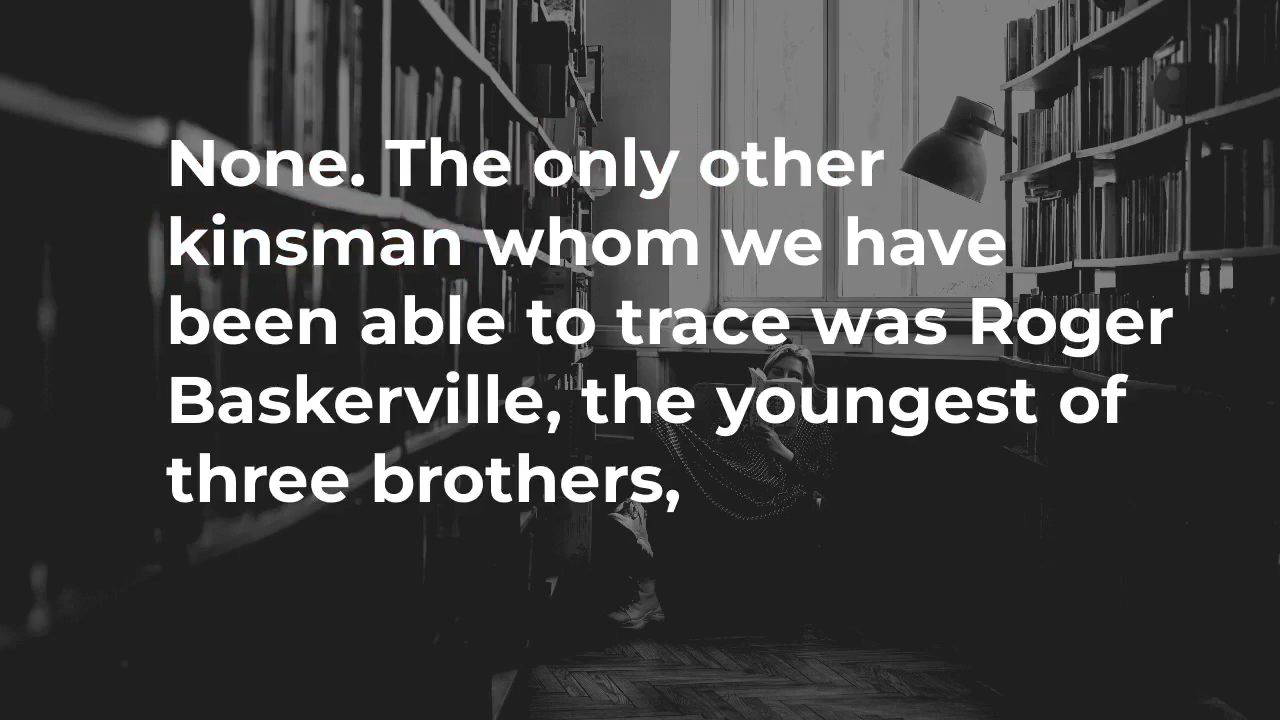 None. The only other
kinsman whom we have
been able to trace was Roger
Baskerville, the youngest of
three brothers,